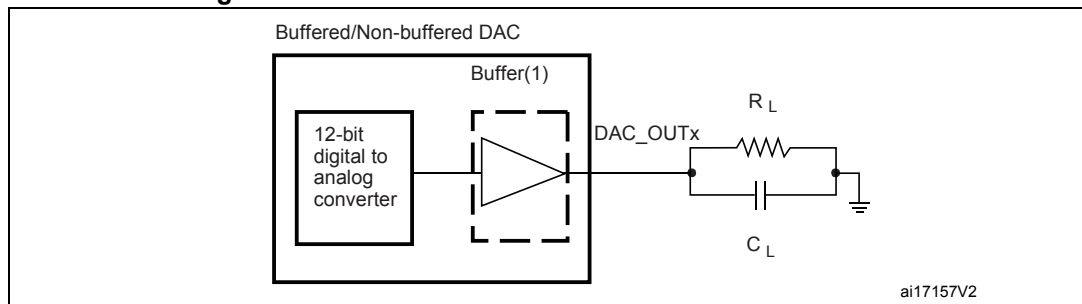 Buffered/Non-buffered DAC
Buffer(1)
12-bit
digital to
analog
converter
DAC_OUTx
R L
C L
ai17157V2